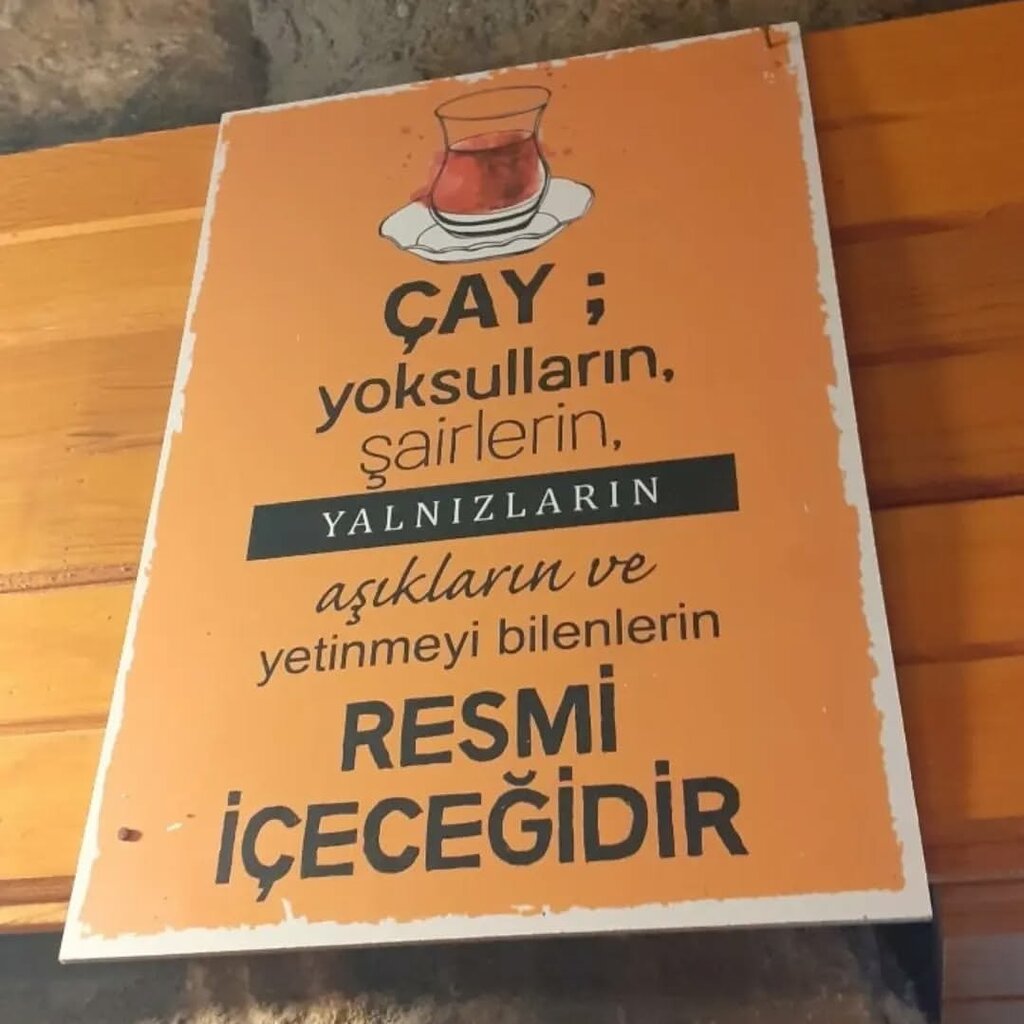 ÇAY ;
yoksulların,
şairlerin,
YALNIZLARIN
aşıkların ve
yetinmeyi bilenlerin
RESMİ
İÇECEĞİDİR